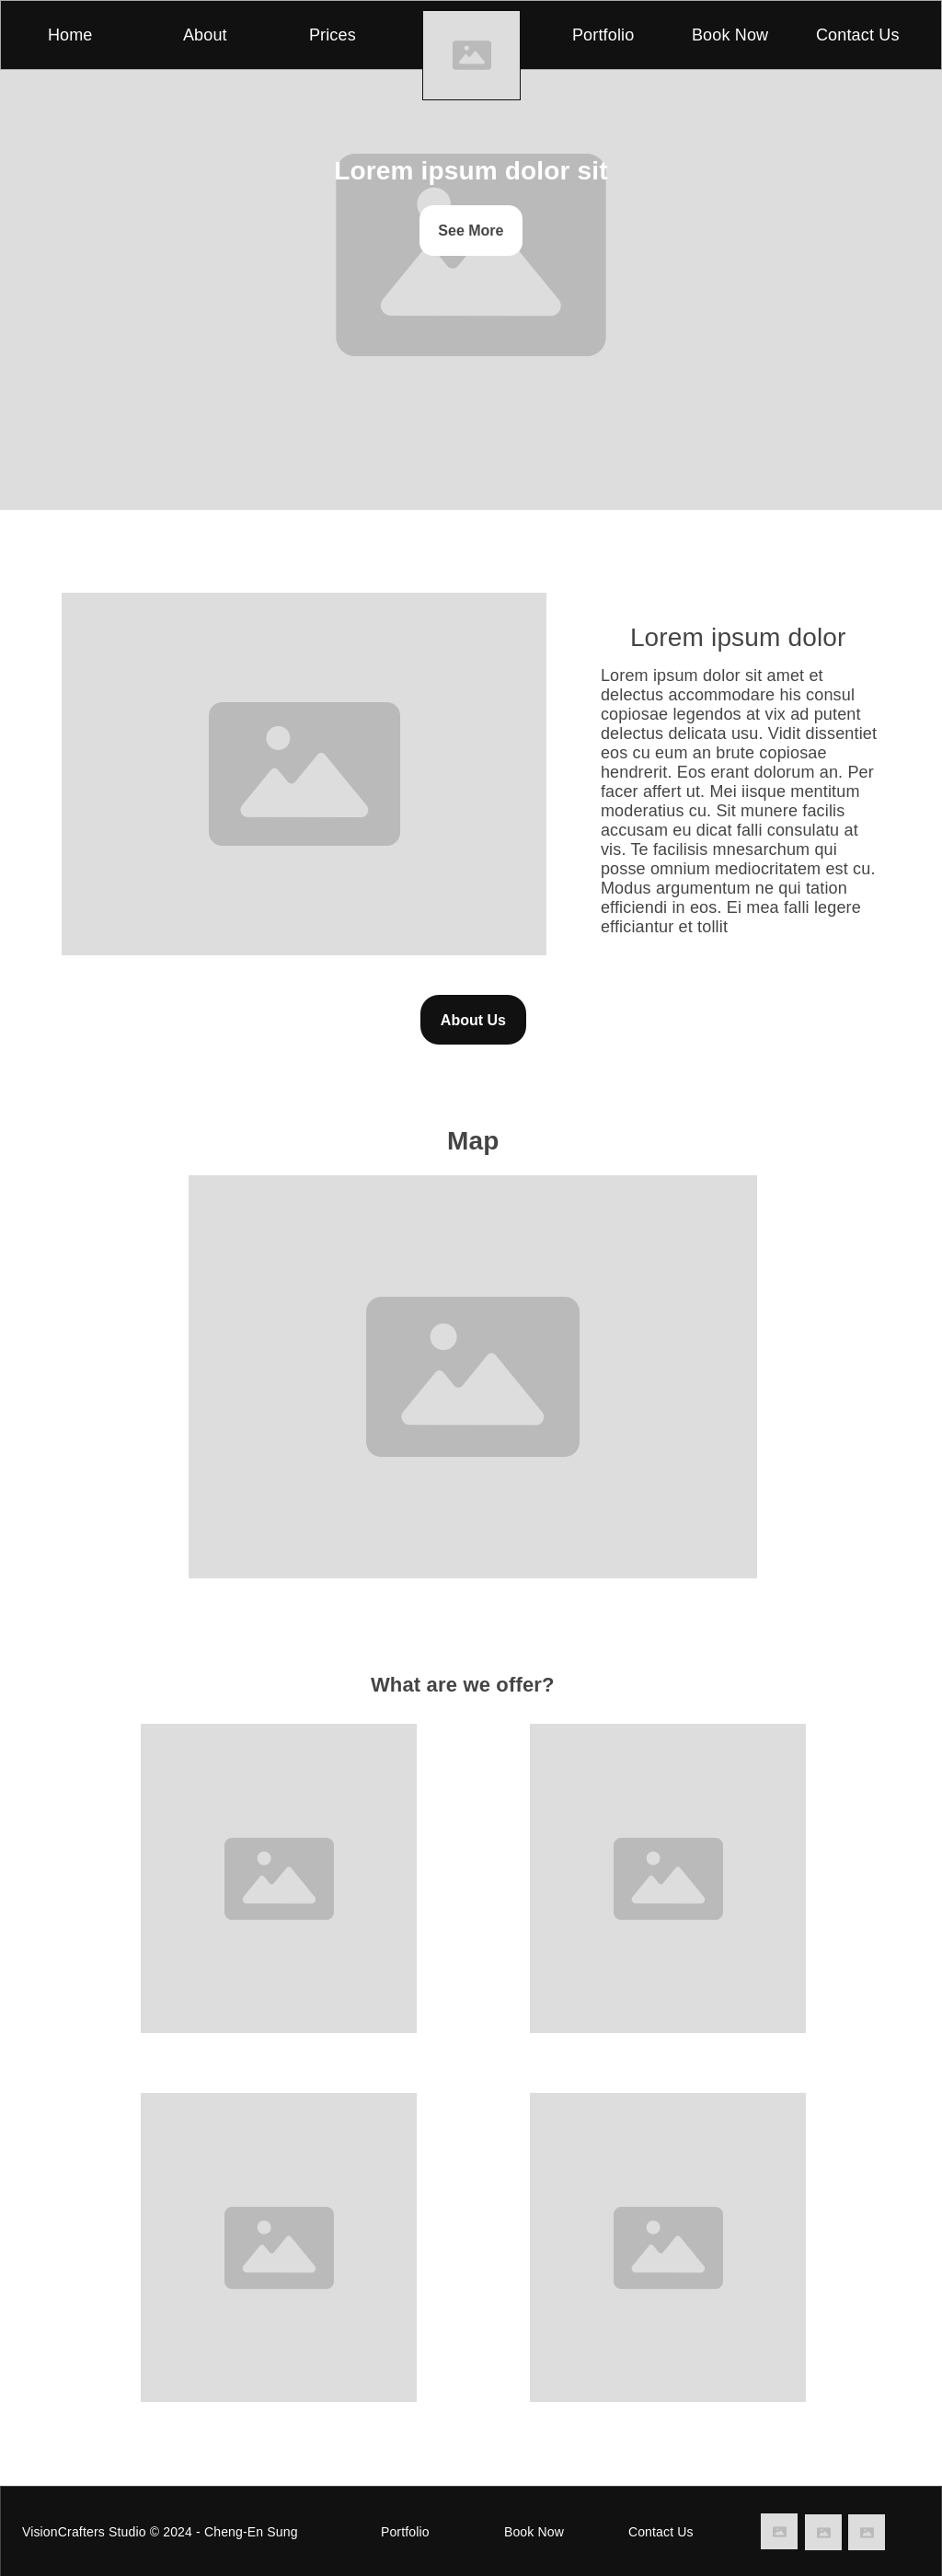 Home About Prices Portfolio Book Now Contact Us
Lorem ipsum dolor sit
See More
Lorem ipsum dolor
Lorem ipsum dolor sit amet et
delectus accommodare his consul
copiosae legendos at vix ad putent
delectus delicata usu. Vidit dissentiet
eos cu eum an brute copiosae
hendrerit. Eos erant dolorum an. Per
facer affert ut. Mei iisque mentitum
moderatius cu. Sit munere facilis
accusam eu dicat falli consulatu at
vis. Te facilisis mnesarchum qui
posse omnium mediocritatem est cu.
Modus argumentum ne qui tation
efficiendi in eos. Ei mea falli legere
efficiantur et tollit
About Us
Map
What are we offer?
VisionCrafters Studio © 2024 - Cheng-En Sung Portfolio Book Now Contact Us